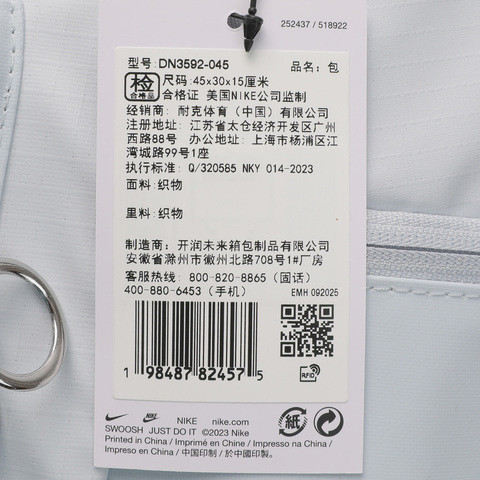 252437 / 518922
型号: DN3592-045 品名: 包
检 合格品 尺码: 45x30x15厘米
合格证 美国NIKE公司监制
经销商: 耐克体育（中国）有限公司
注册地址: 江苏省太仓经济开发区广州
西路88号 办公地址: 上海市杨浦区江
湾城路99号1座
执行标准: Q/320585 NKY 014-2023
面料: 织物
里料: 织物
制造商: 开润未来箱包制品有限公司
安徽省滁州市徽州北路708号1#厂房
客服热线: 800-820-8865（固话）
400-880-6453（手机） EMH 092025
1 98487 82457 5
RFID
NIKE NIKE nike.com
SWOOSH JUST DO IT ©2023 Nike
Printed in China / Imprimé en Chine / Impresso na China /
Impreso en China / 中国印制 / 於中國印製。
紙